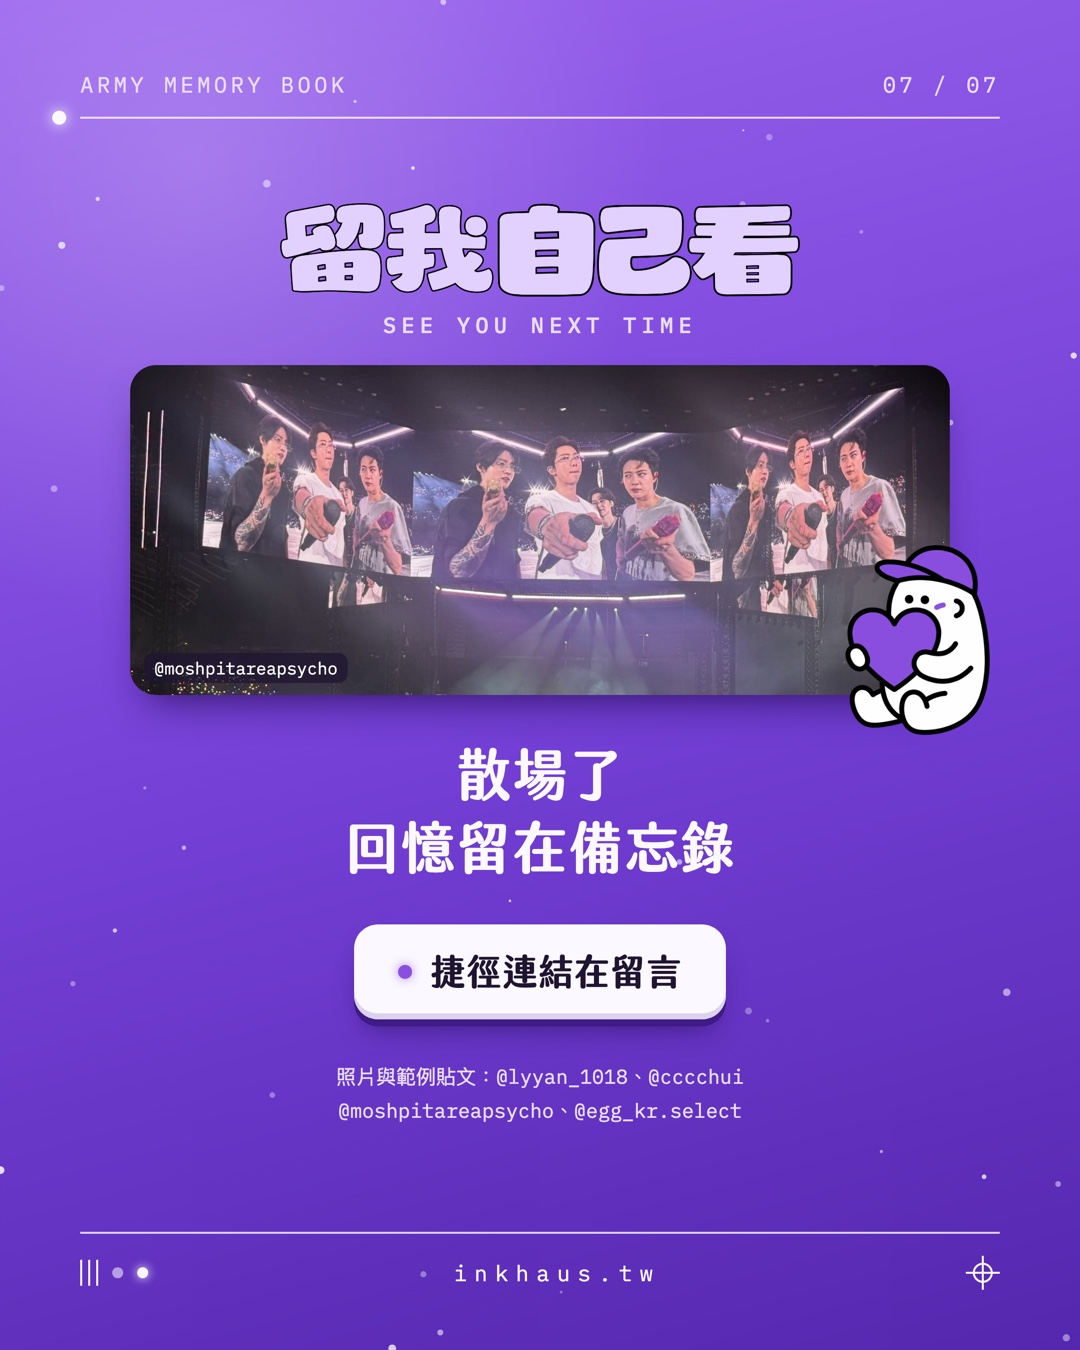 ARMY MEMORY BOOK
07 / 07
留我自己看
SEE YOU NEXT TIME
@moshpitareapsycho
散場了
回憶留在備忘錄
捷徑連結在留言
照片與範例貼文：@lyyan_1018、@cccchui
@moshpitareapsycho、@egg_kr.select
inkhaus.tw